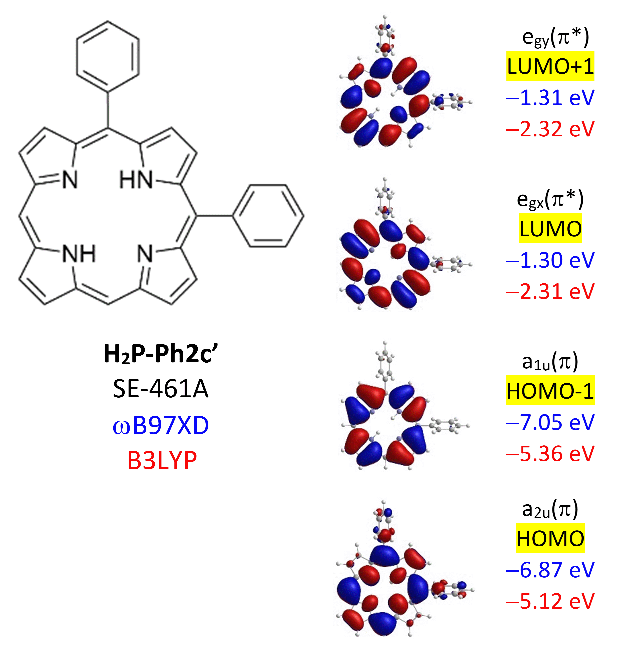 N
HN
NH
N
H₂P-Ph2c’
SE-461A
ωB97XD
B3LYP
e_gy(π*)
LUMO+1
−1.31 eV
−2.32 eV
e_gx(π*)
LUMO
−1.30 eV
−2.31 eV
a_1u(π)
HOMO-1
−7.05 eV
−5.36 eV
a_2u(π)
HOMO
−6.87 eV
−5.12 eV